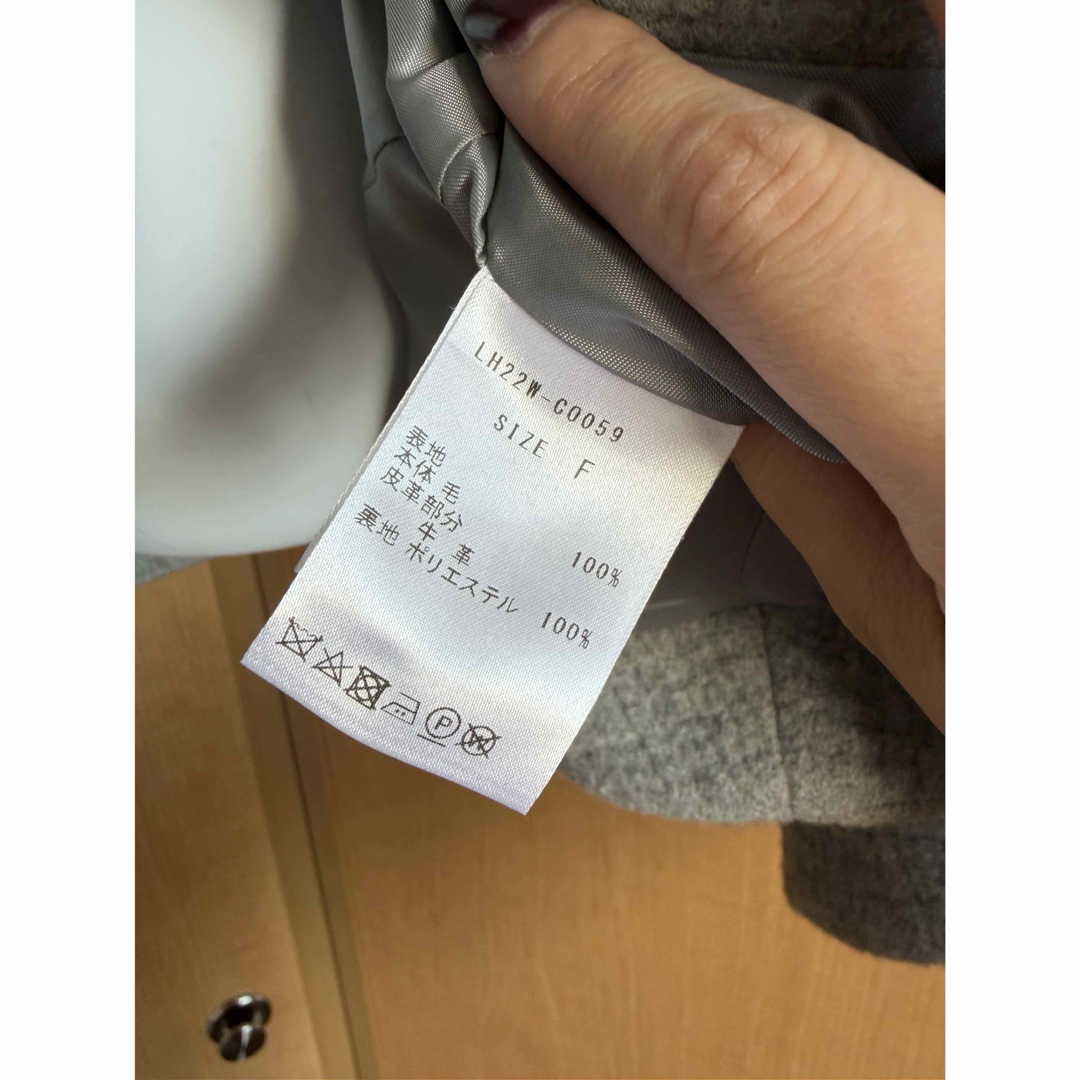 LH22W-C0059
SIZE F
表地
本体 毛 100%
皮革部分
牛 革
裏地 ポリエステル 100%
P W